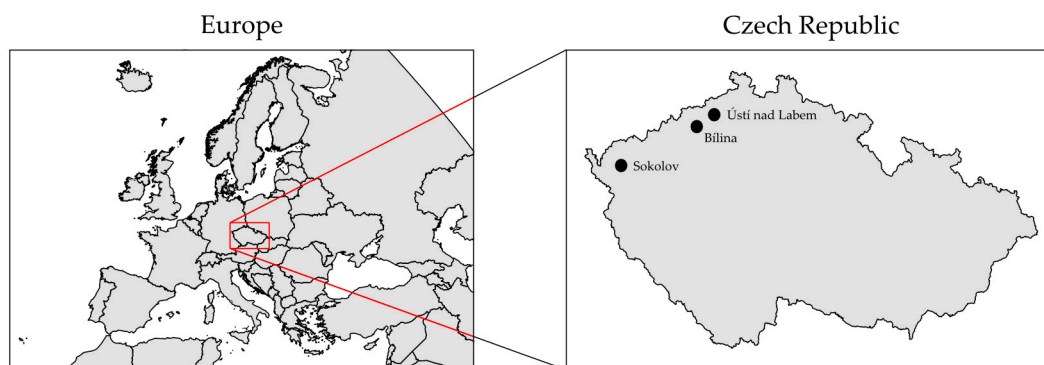 Europe
Czech Republic
Ústí nad Labem
Bílina
Sokolov